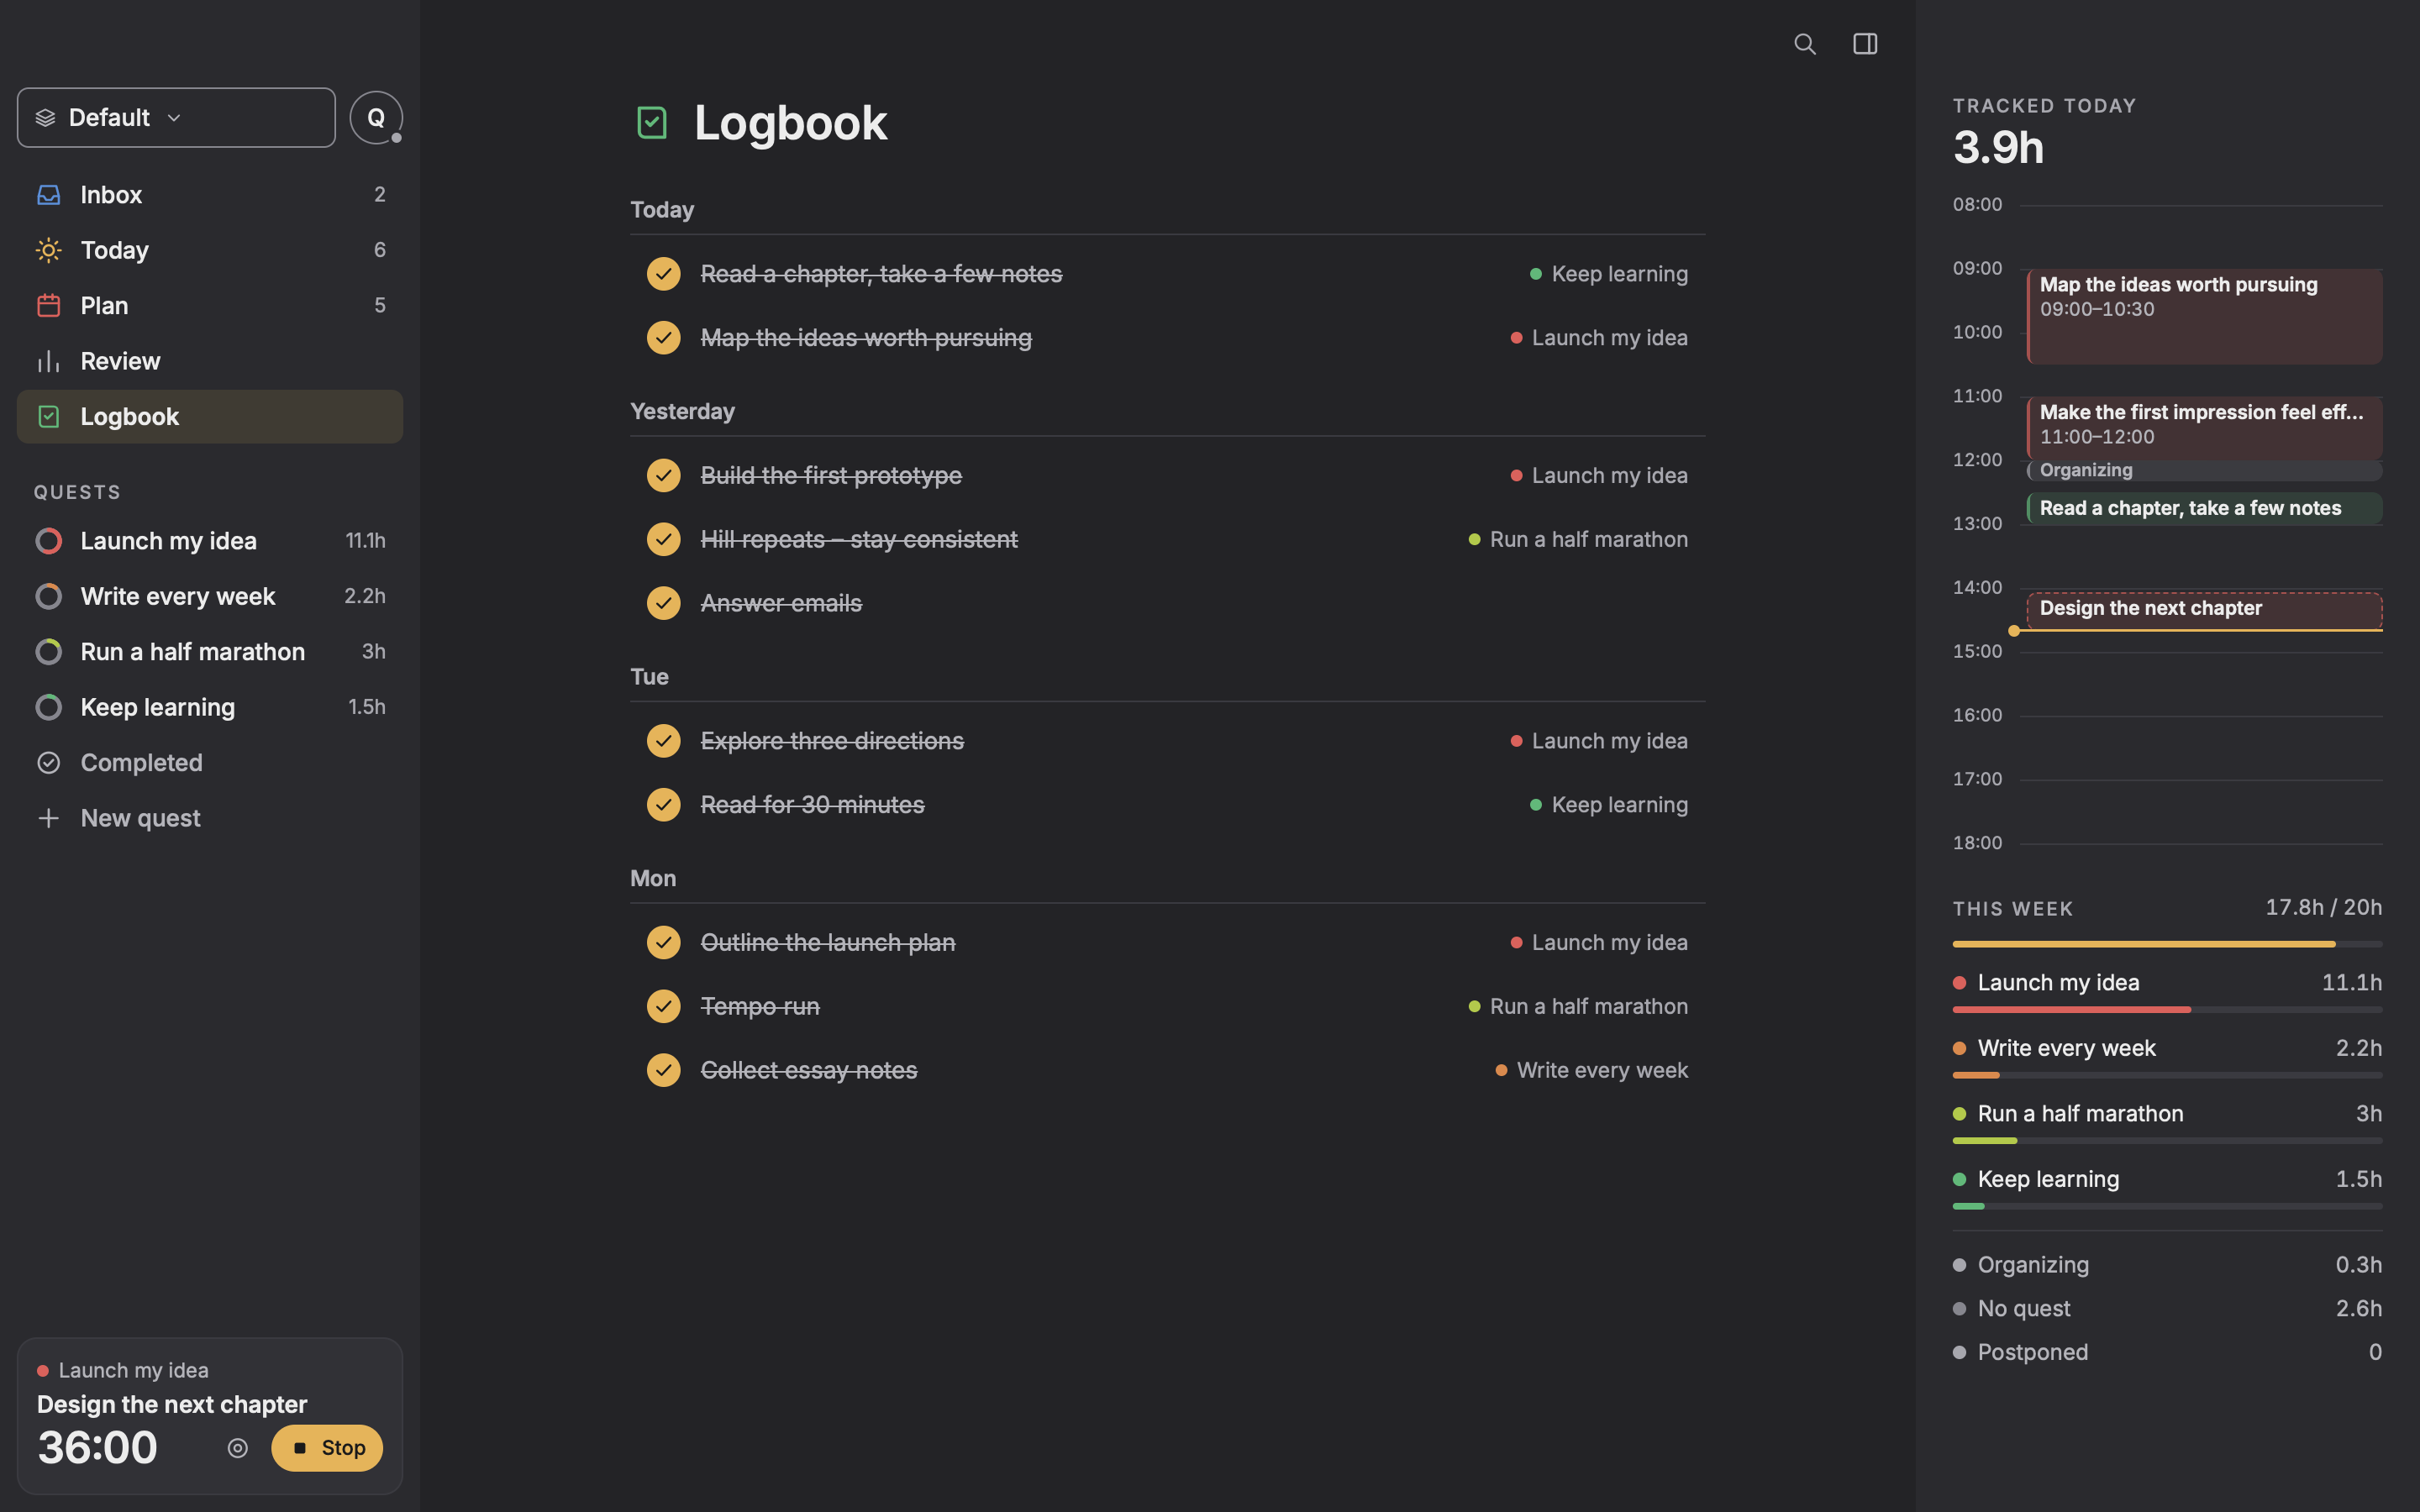 Default
Q
Inbox 2
Today 6
Plan 5
Review
Logbook
QUESTS
Launch my idea 11.1h
Write every week 2.2h
Run a half marathon 3h
Keep learning 1.5h
Completed
New quest
Launch my idea
Design the next chapter
36:00 Stop
Logbook
Today
Read a chapter, take a few notes Keep learning
Map the ideas worth pursuing Launch my idea
Yesterday
Build the first prototype Launch my idea
Hill repeats – stay consistent Run a half marathon
Answer emails
Tue
Explore three directions Launch my idea
Read for 30 minutes Keep learning
Mon
Outline the launch plan Launch my idea
Tempo run Run a half marathon
Collect essay notes Write every week
TRACKED TODAY
3.9h
08:00
09:00
Map the ideas worth pursuing
09:00–10:30
10:00
11:00
Make the first impression feel eff...
11:00–12:00
12:00
Organizing
Read a chapter, take a few notes
13:00
14:00
Design the next chapter
15:00
16:00
17:00
18:00
THIS WEEK 17.8h / 20h
Launch my idea 11.1h
Write every week 2.2h
Run a half marathon 3h
Keep learning 1.5h
Organizing 0.3h
No quest 2.6h
Postponed 0